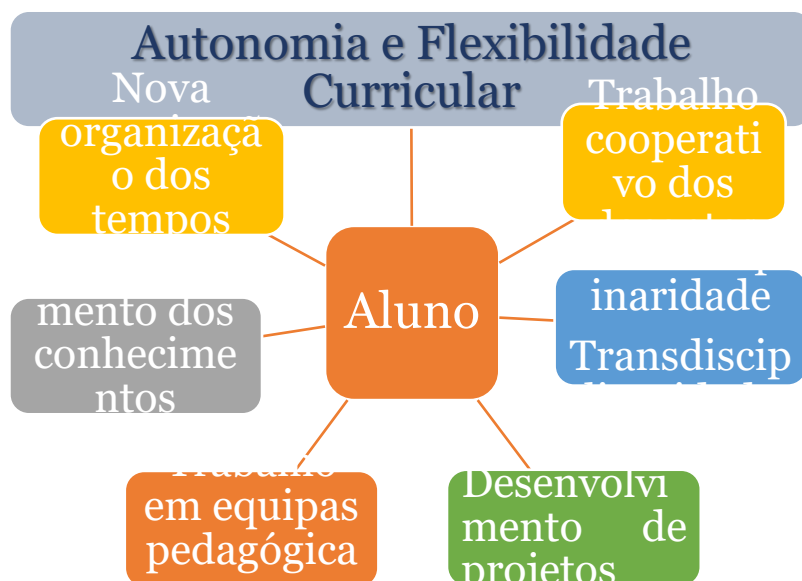 Autonomia e Flexibilidade
Curricular
Nova
organizaçã
o dos
tempos
Trabalho
cooperati
vo dos
Aluno
mento dos
conhecime
ntos
inaridade
Transdiscip
Trabalho
em equipas
pedagógica
Desenvolvi
mento de
projetos